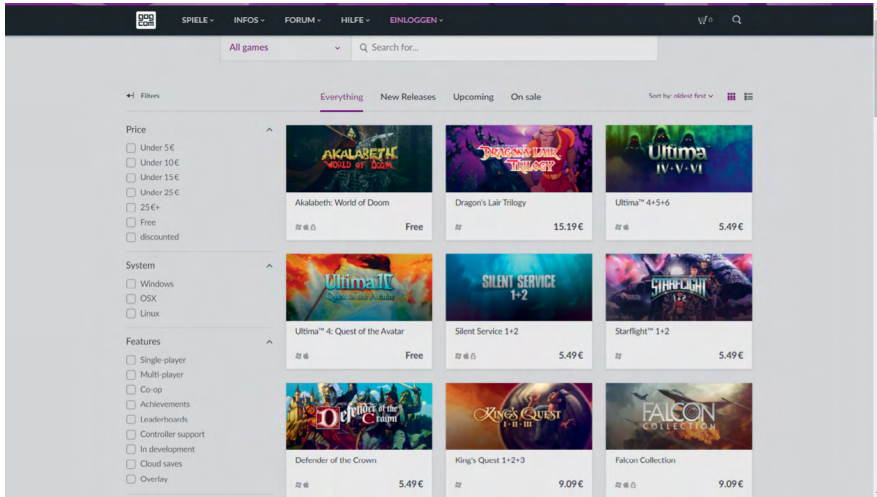 gog
com
SPIELE
INFOS
FORUM
HILFE
EINLOGGEN
0
All games
Search for...
Filters
Everything
New Releases
Upcoming
On sale
Sort by: oldest first
Price
Under 5€
Under 10€
Under 15€
Under 25€
25€+
Free
discounted
System
Windows
OSX
Linux
Features
Single-player
Multi-player
Co-op
Achievements
Leaderboards
Controller support
In development
Cloud saves
Overlay
AKALABETH
WORLD OF DOOM
Akalabeth: World of Doom
Free
DRAGON'S LAIR
TRILOGY
Dragon's Lair Trilogy
15.19€
Ultima
IV·V·VI
Ultima™ 4+5+6
5.49€
Ultima IV
Quest of the Avatar
Ultima™ 4: Quest of the Avatar
Free
SILENT SERVICE
1+2
Silent Service 1+2
5.49€
STARFLIGHT
1+2
Starflight™ 1+2
5.49€
Defender of the
Crown
Defender of the Crown
5.49€
KING'S QUEST
I·II·III
King's Quest 1+2+3
9.09€
FALCON
COLLECTION
Falcon Collection
9.09€